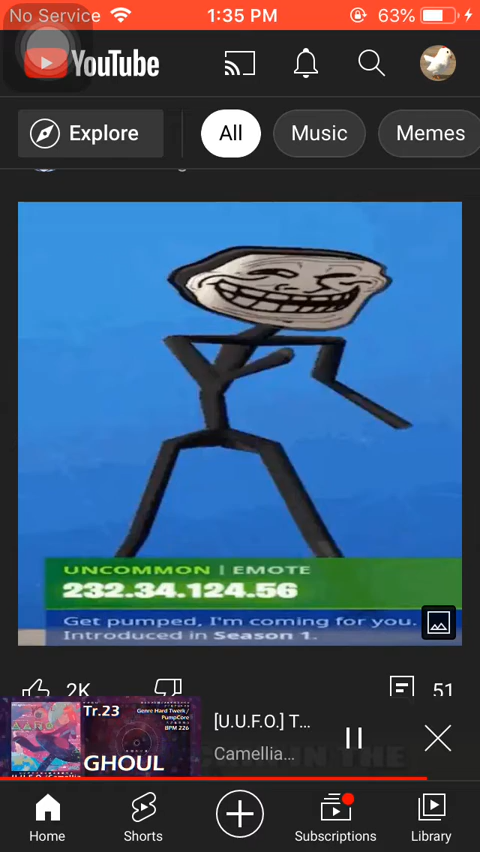 No Service 1:35 PM 63%
YouTube
Explore All Music Memes
UNCOMMON | EMOTE
232.34.124.56
Get pumped, I'm coming for you.
Introduced in Season 1.
2K 51
Tr.23
Genre Hard Twerk /
PumpCore
BPM 226
GHOUL
[U.U.F.O.] T...
Camellia...
IN THE
Home Shorts Subscriptions Library